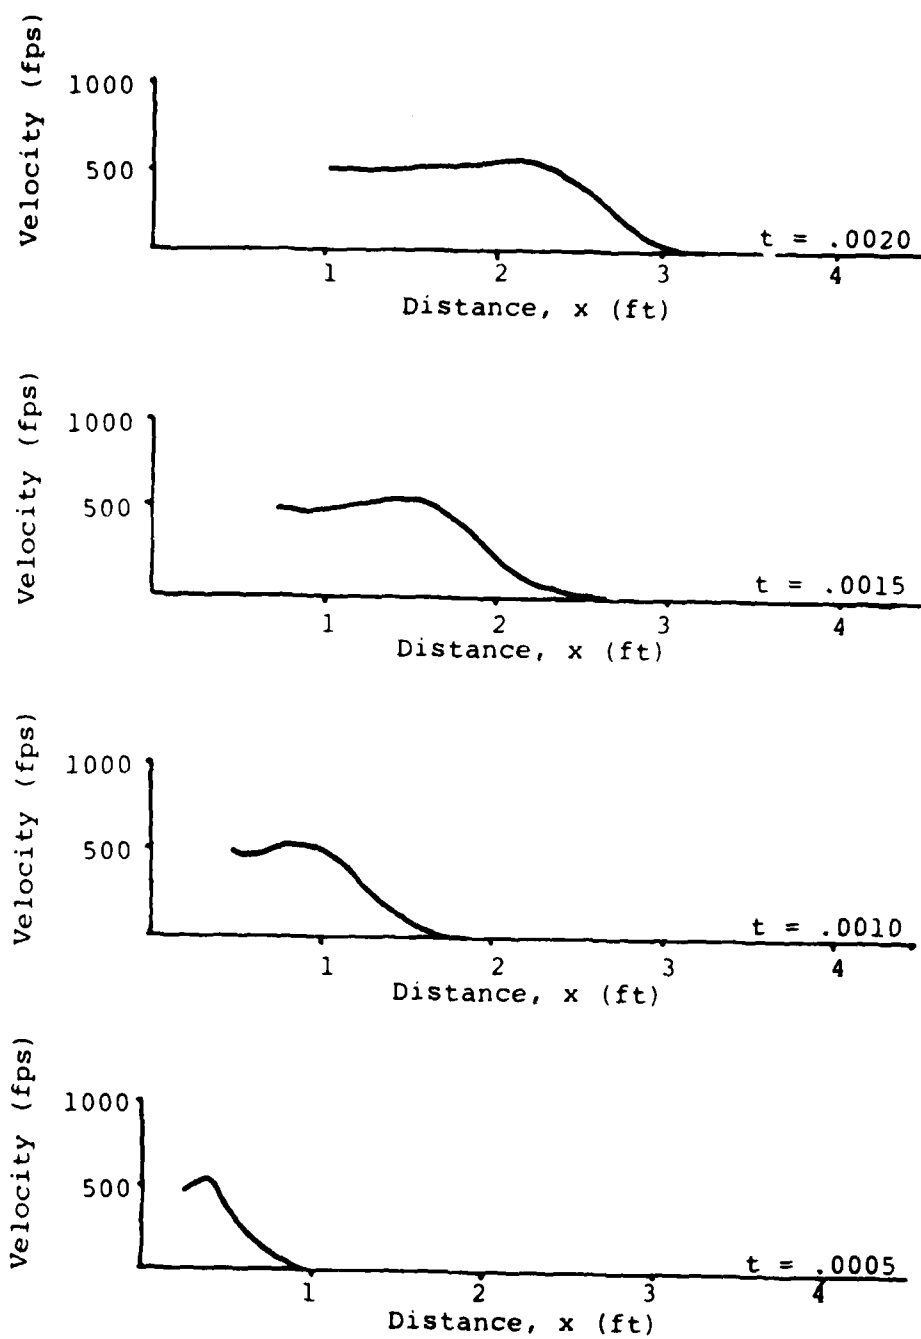 Velocity (fps)
1000
500
t = .0020
1 2 3 4
Distance, x (ft)
Velocity (fps)
1000
500
t = .0015
1 2 3 4
Distance, x (ft)
Velocity (fps)
1000
500
t = .0010
1 2 3 4
Distance, x (ft)
Velocity (fps)
1000
500
t = .0005
1 2 3 4
Distance, x (ft)